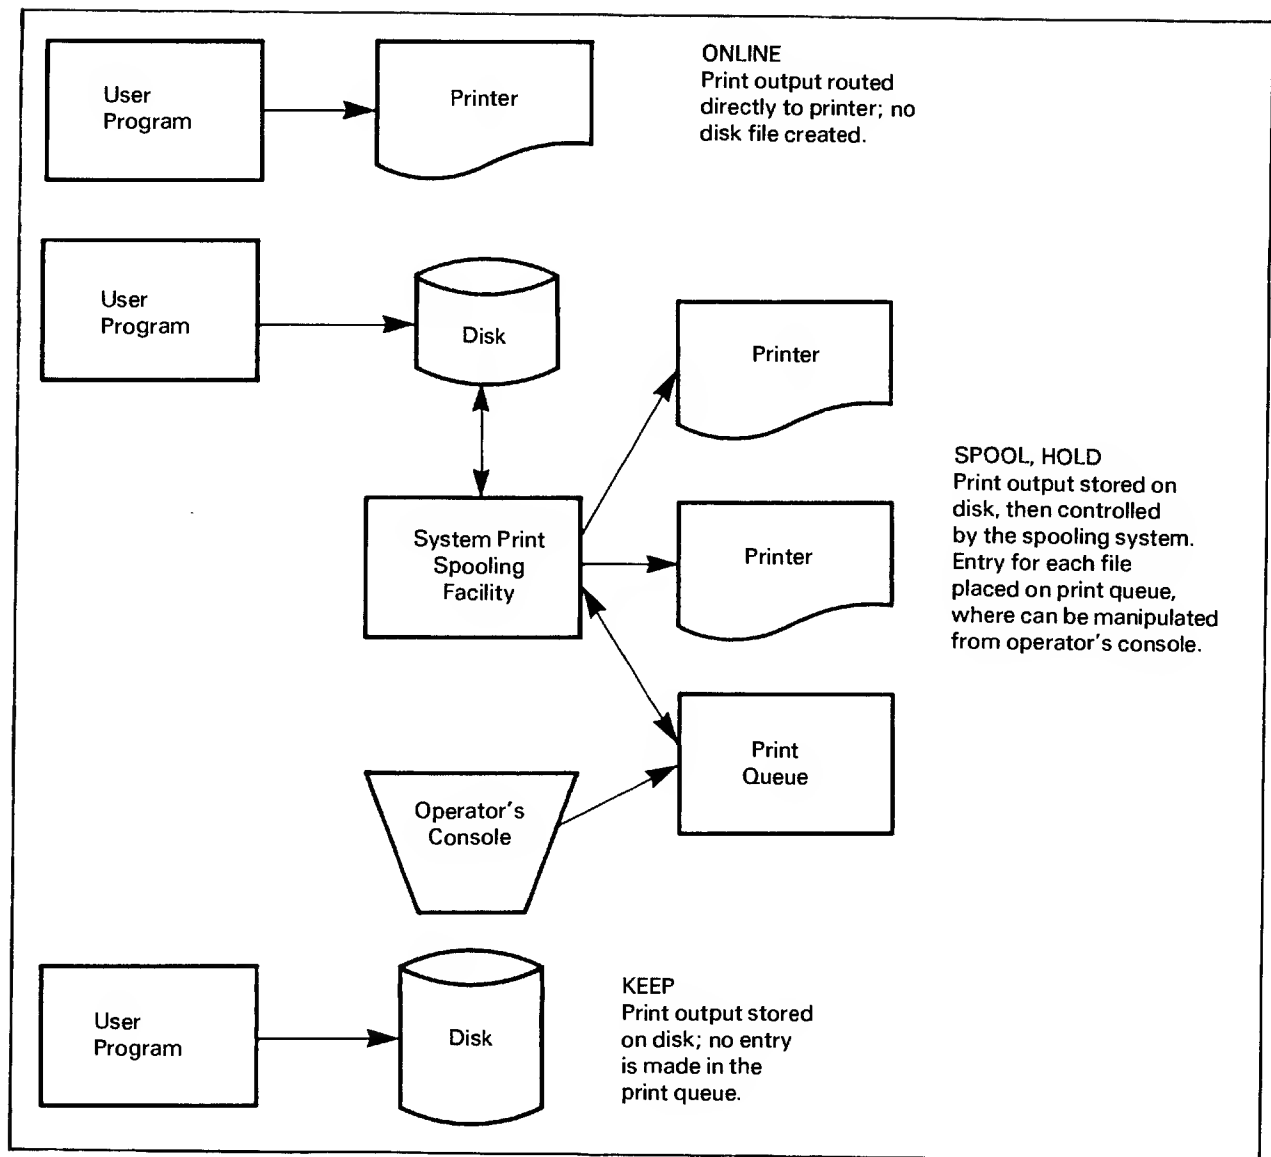 User
Program
Printer
ONLINE
Print output routed
directly to printer; no
disk file created.
User
Program
Disk
Printer
System Print
Spooling
Facility
Printer
SPOOL, HOLD
Print output stored on
disk, then controlled
by the spooling system.
Entry for each file
placed on print queue,
where can be manipulated
from operator's console.
Print
Queue
Operator's
Console
User
Program
Disk
KEEP
Print output stored
on disk; no entry
is made in the
print queue.